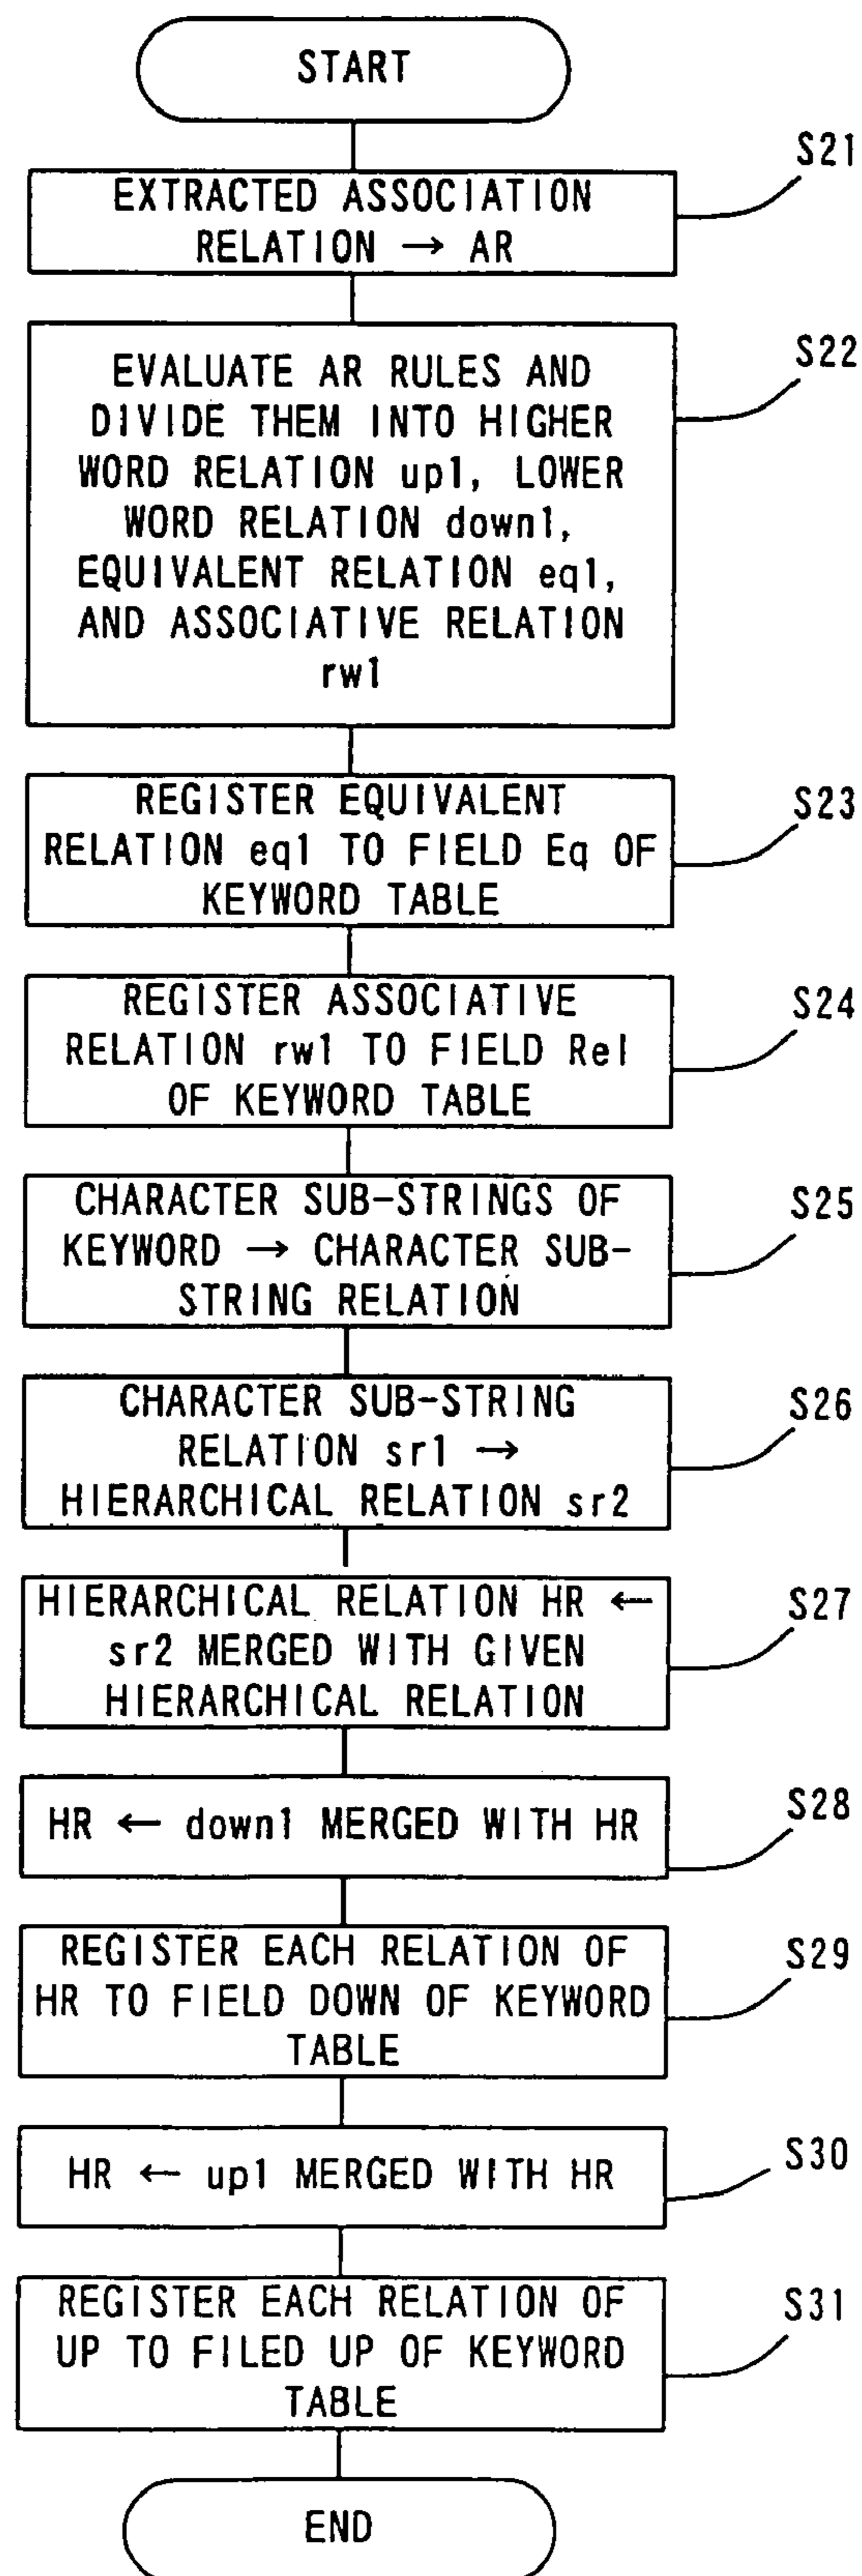 START
S21
EXTRACTED ASSOCIATION
RELATION → AR
S22
EVALUATE AR RULES AND
DIVIDE THEM INTO HIGHER
WORD RELATION up1, LOWER
WORD RELATION down1,
EQUIVALENT RELATION eq1,
AND ASSOCIATIVE RELATION
rw1
S23
REGISTER EQUIVALENT
RELATION eq1 TO FIELD Eq OF
KEYWORD TABLE
S24
REGISTER ASSOCIATIVE
RELATION rw1 TO FIELD Rel
OF KEYWORD TABLE
S25
CHARACTER SUB-STRINGS OF
KEYWORD → CHARACTER SUB-
STRING RELATION
S26
CHARACTER SUB-STRING
RELATION sr1 →
HIERARCHICAL RELATION sr2
S27
HIERARCHICAL RELATION HR ←
sr2 MERGED WITH GIVEN
HIERARCHICAL RELATION
S28
HR ← down1 MERGED WITH HR
S29
REGISTER EACH RELATION OF
HR TO FIELD DOWN OF KEYWORD
TABLE
S30
HR ← up1 MERGED WITH HR
S31
REGISTER EACH RELATION OF
UP TO FILED UP OF KEYWORD
TABLE
END